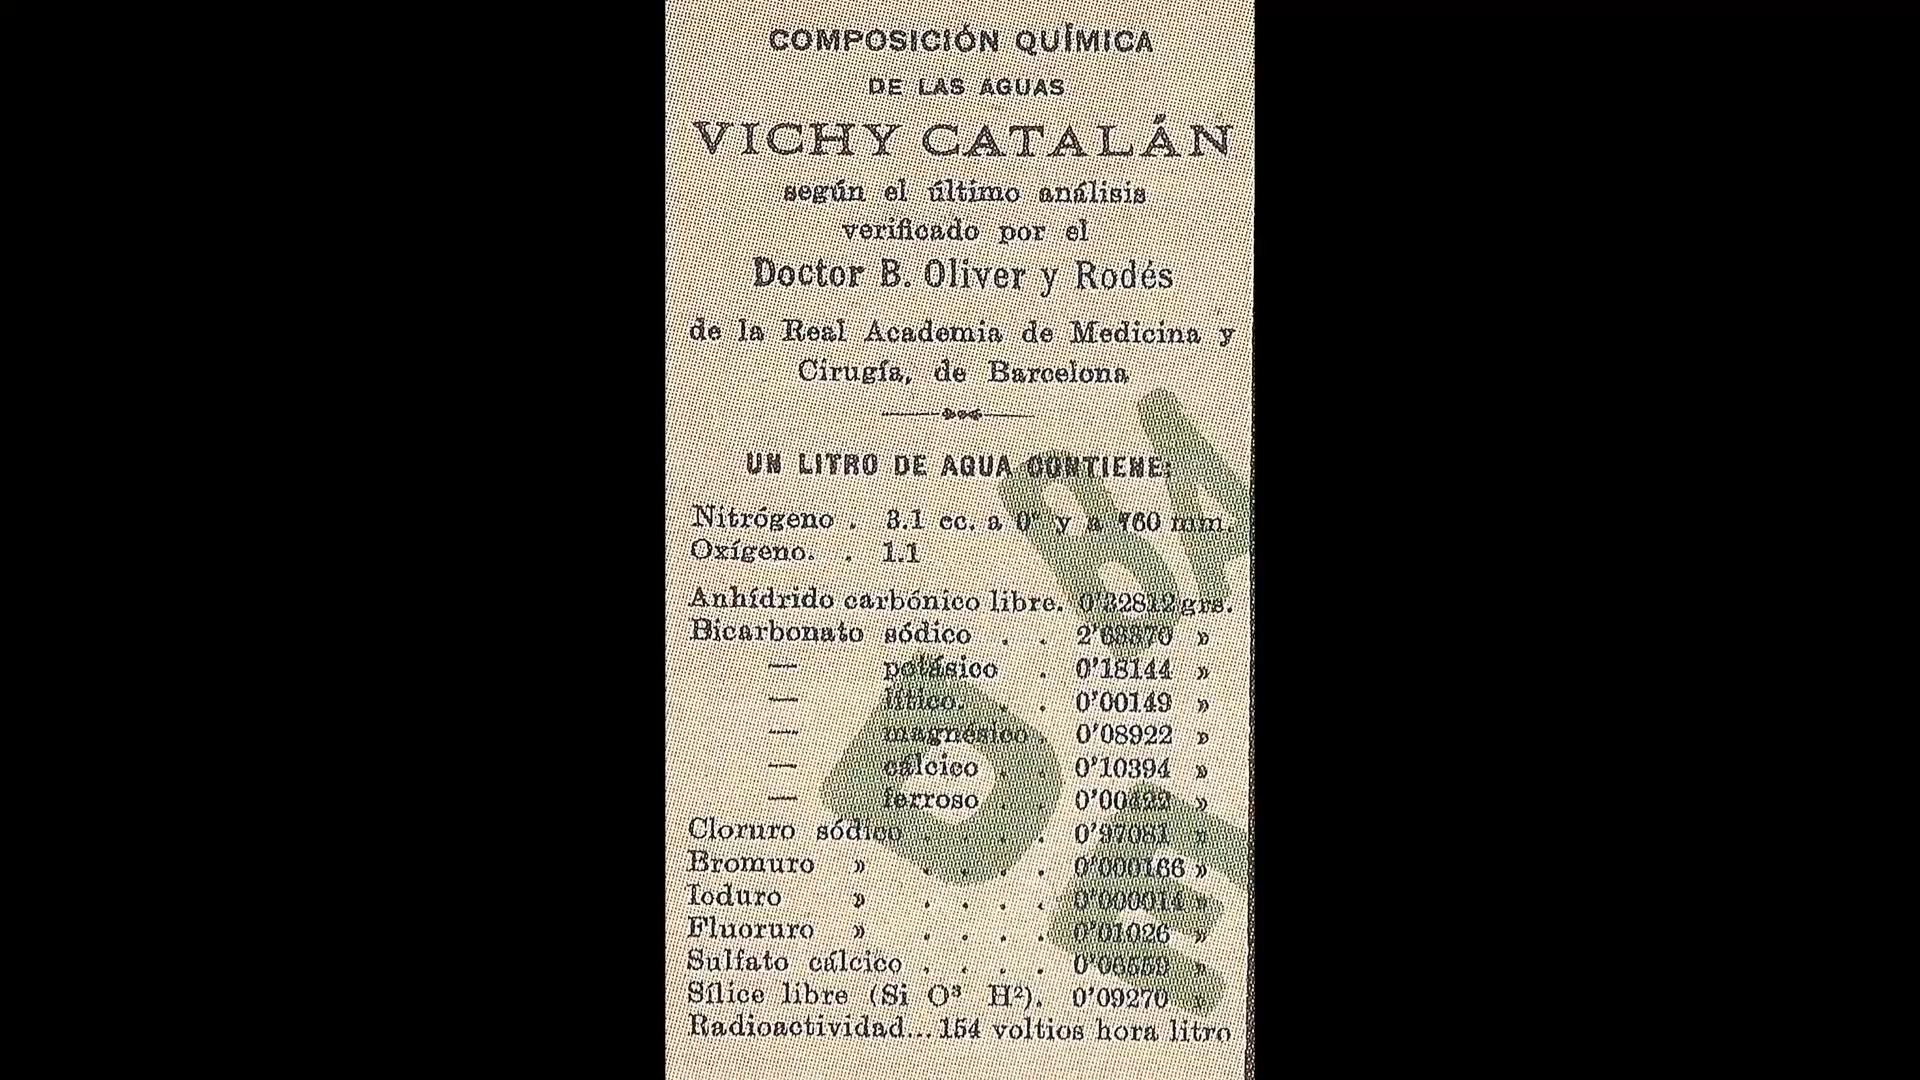 COMPOSICIÓN QUÍMICA
DE LAS AGUAS
VICHY CATALÁN
según el último análisis
verificado por el
Doctor B. Oliver y Rodés
de la Real Academia de Medicina y
Cirugía, de Barcelona
UN LITRO DE AGUA CONTIENE:
Nitrógeno . 3.1 cc. a 0° y a 760 mm.
Oxígeno. . 1.1
Anhídrido carbónico libre. 0'32812 grs.
Bicarbonato sódico . . 2'68870 »
— potásico . 0'18144 »
— lítico. . . 0'00149 »
— magnésico . 0'08922 »
— cálcico . . 0'10394 »
— ferroso . . »
Cloruro sódico . . . . 0'97081 »
Bromuro » . . . . 0'000166 »
Ioduro » . . . . 0'000014 »
Fluoruro » . . . . 0'01026 »
Sulfato cálcico . . . . »
Sílice libre (Si O³ H²). 0'09270 »
Radioactividad... 154 voltios hora litro